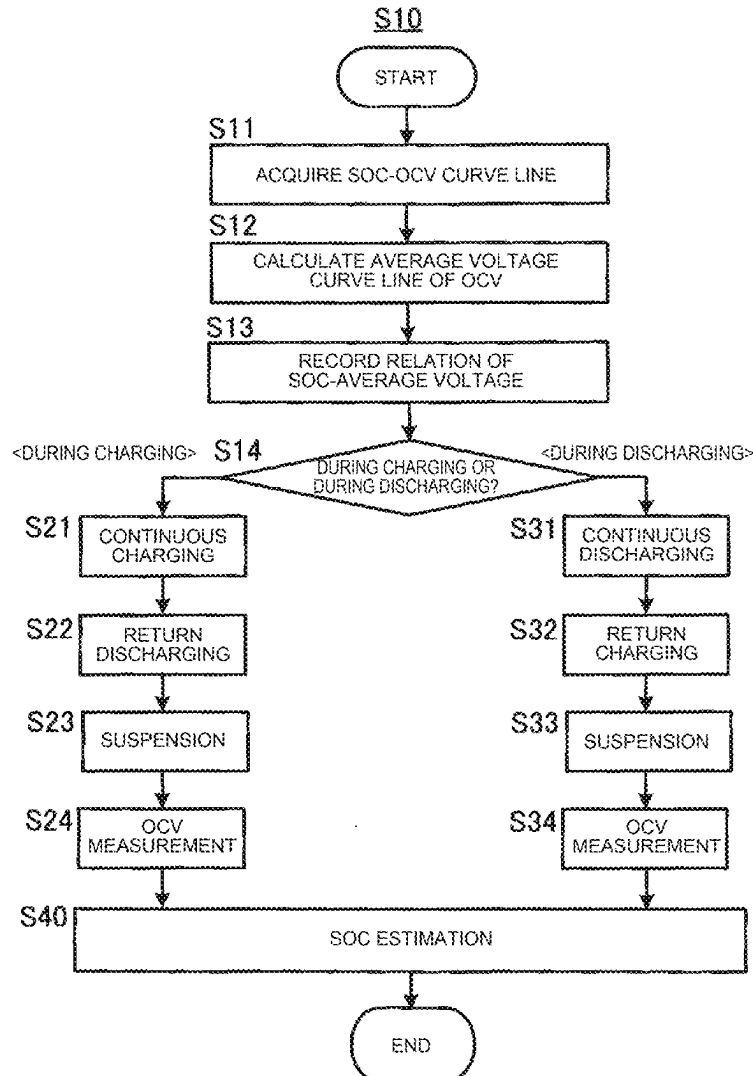 S10
START
S11
ACQUIRE SOC-OCV CURVE LINE
S12
CALCULATE AVERAGE VOLTAGE
CURVE LINE OF OCV
S13
RECORD RELATION OF
SOC-AVERAGE VOLTAGE
<DURING CHARGING>
S14
<DURING DISCHARGING>
DURING CHARGING OR
DURING DISCHARGING?
S21
CONTINUOUS
CHARGING
S31
CONTINUOUS
DISCHARGING
S22
RETURN
DISCHARGING
S32
RETURN
CHARGING
S23
SUSPENSION
S33
SUSPENSION
S24
OCV
MEASUREMENT
S34
OCV
MEASUREMENT
S40
SOC ESTIMATION
END